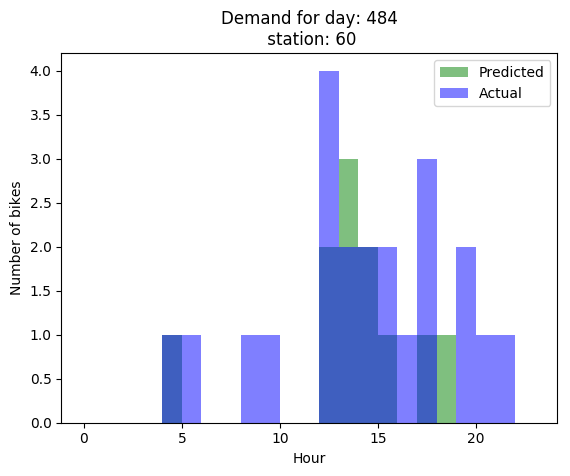 Demand for day: 484
station: 60
Predicted
Actual
Number of bikes
4.0
3.5
3.0
2.5
2.0
1.5
1.0
0.5
0.0
0 5 10 15 20
Hour